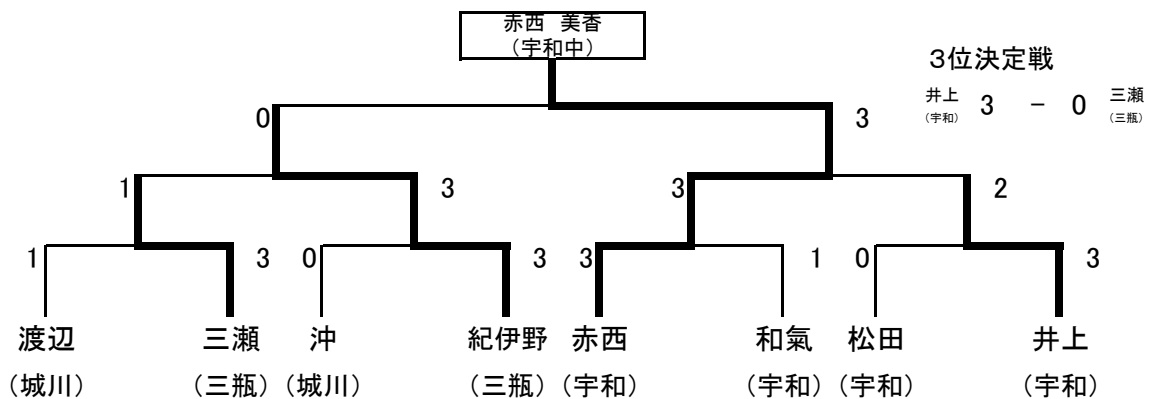 赤西 美香
(宇和中)
3位決定戦
井上 3 - 0 三瀬
(宇和) (三瓶)
0 3
1 3 3 2
1 3 0 3 3 1 0 3
渡辺 三瀬 沖 紀伊野 赤西 和氣 松田 井上
(城川) (三瓶) (城川) (三瓶) (宇和) (宇和) (宇和) (宇和)